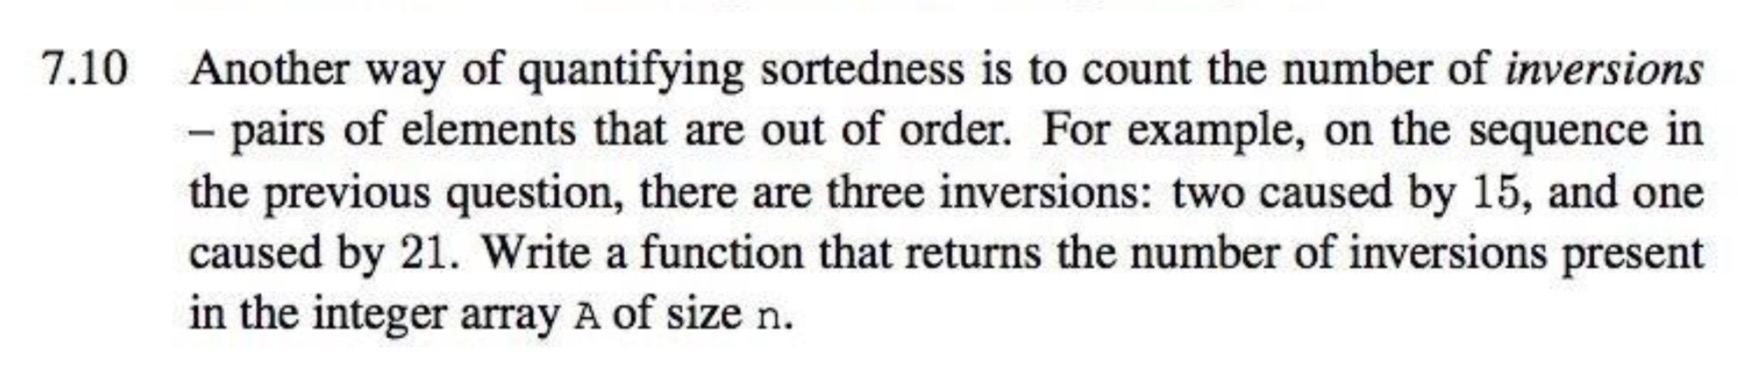 7.10 Another way of quantifying sortedness is to count the number of inversions
– pairs of elements that are out of order. For example, on the sequence in
the previous question, there are three inversions: two caused by 15, and one
caused by 21. Write a function that returns the number of inversions present
in the integer array A of size n.